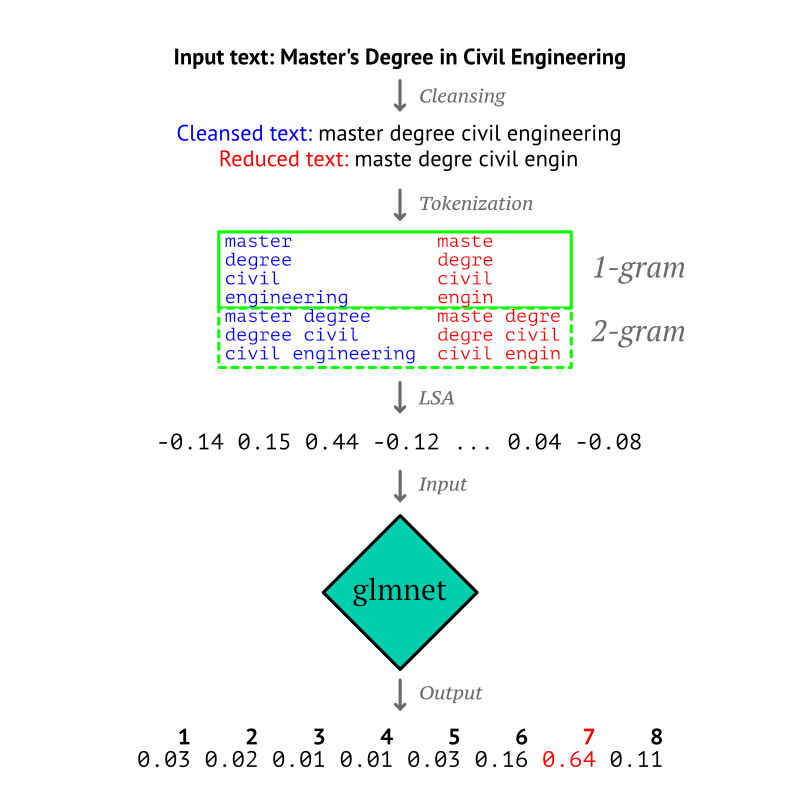 Input text: Master's Degree in Civil Engineering
Cleansing
Cleansed text: master degree civil engineering
Reduced text: maste degre civil engin
Tokenization
master maste
degree degre
civil civil
engineering engin
1-gram
master degree maste degre
degree civil degre civil
civil engineering civil engin
2-gram
LSA
-0.14 0.15 0.44 -0.12 ... 0.04 -0.08
Input
glmnet
Output
1 2 3 4 5 6 7 8
0.03 0.02 0.01 0.01 0.03 0.16 0.64 0.11